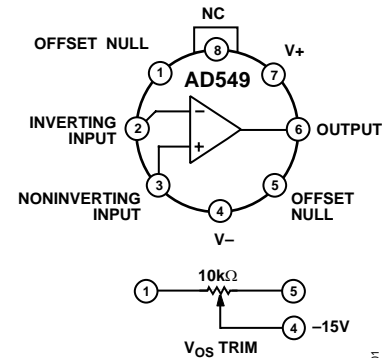 NC
OFFSET NULL
8
V+
1
AD549
7
INVERTING
INPUT
2
−
6
OUTPUT
+
NONINVERTING
INPUT
3
5
OFFSET
NULL
4
V−
10kΩ
1
5
4
–15V
VOS TRIM